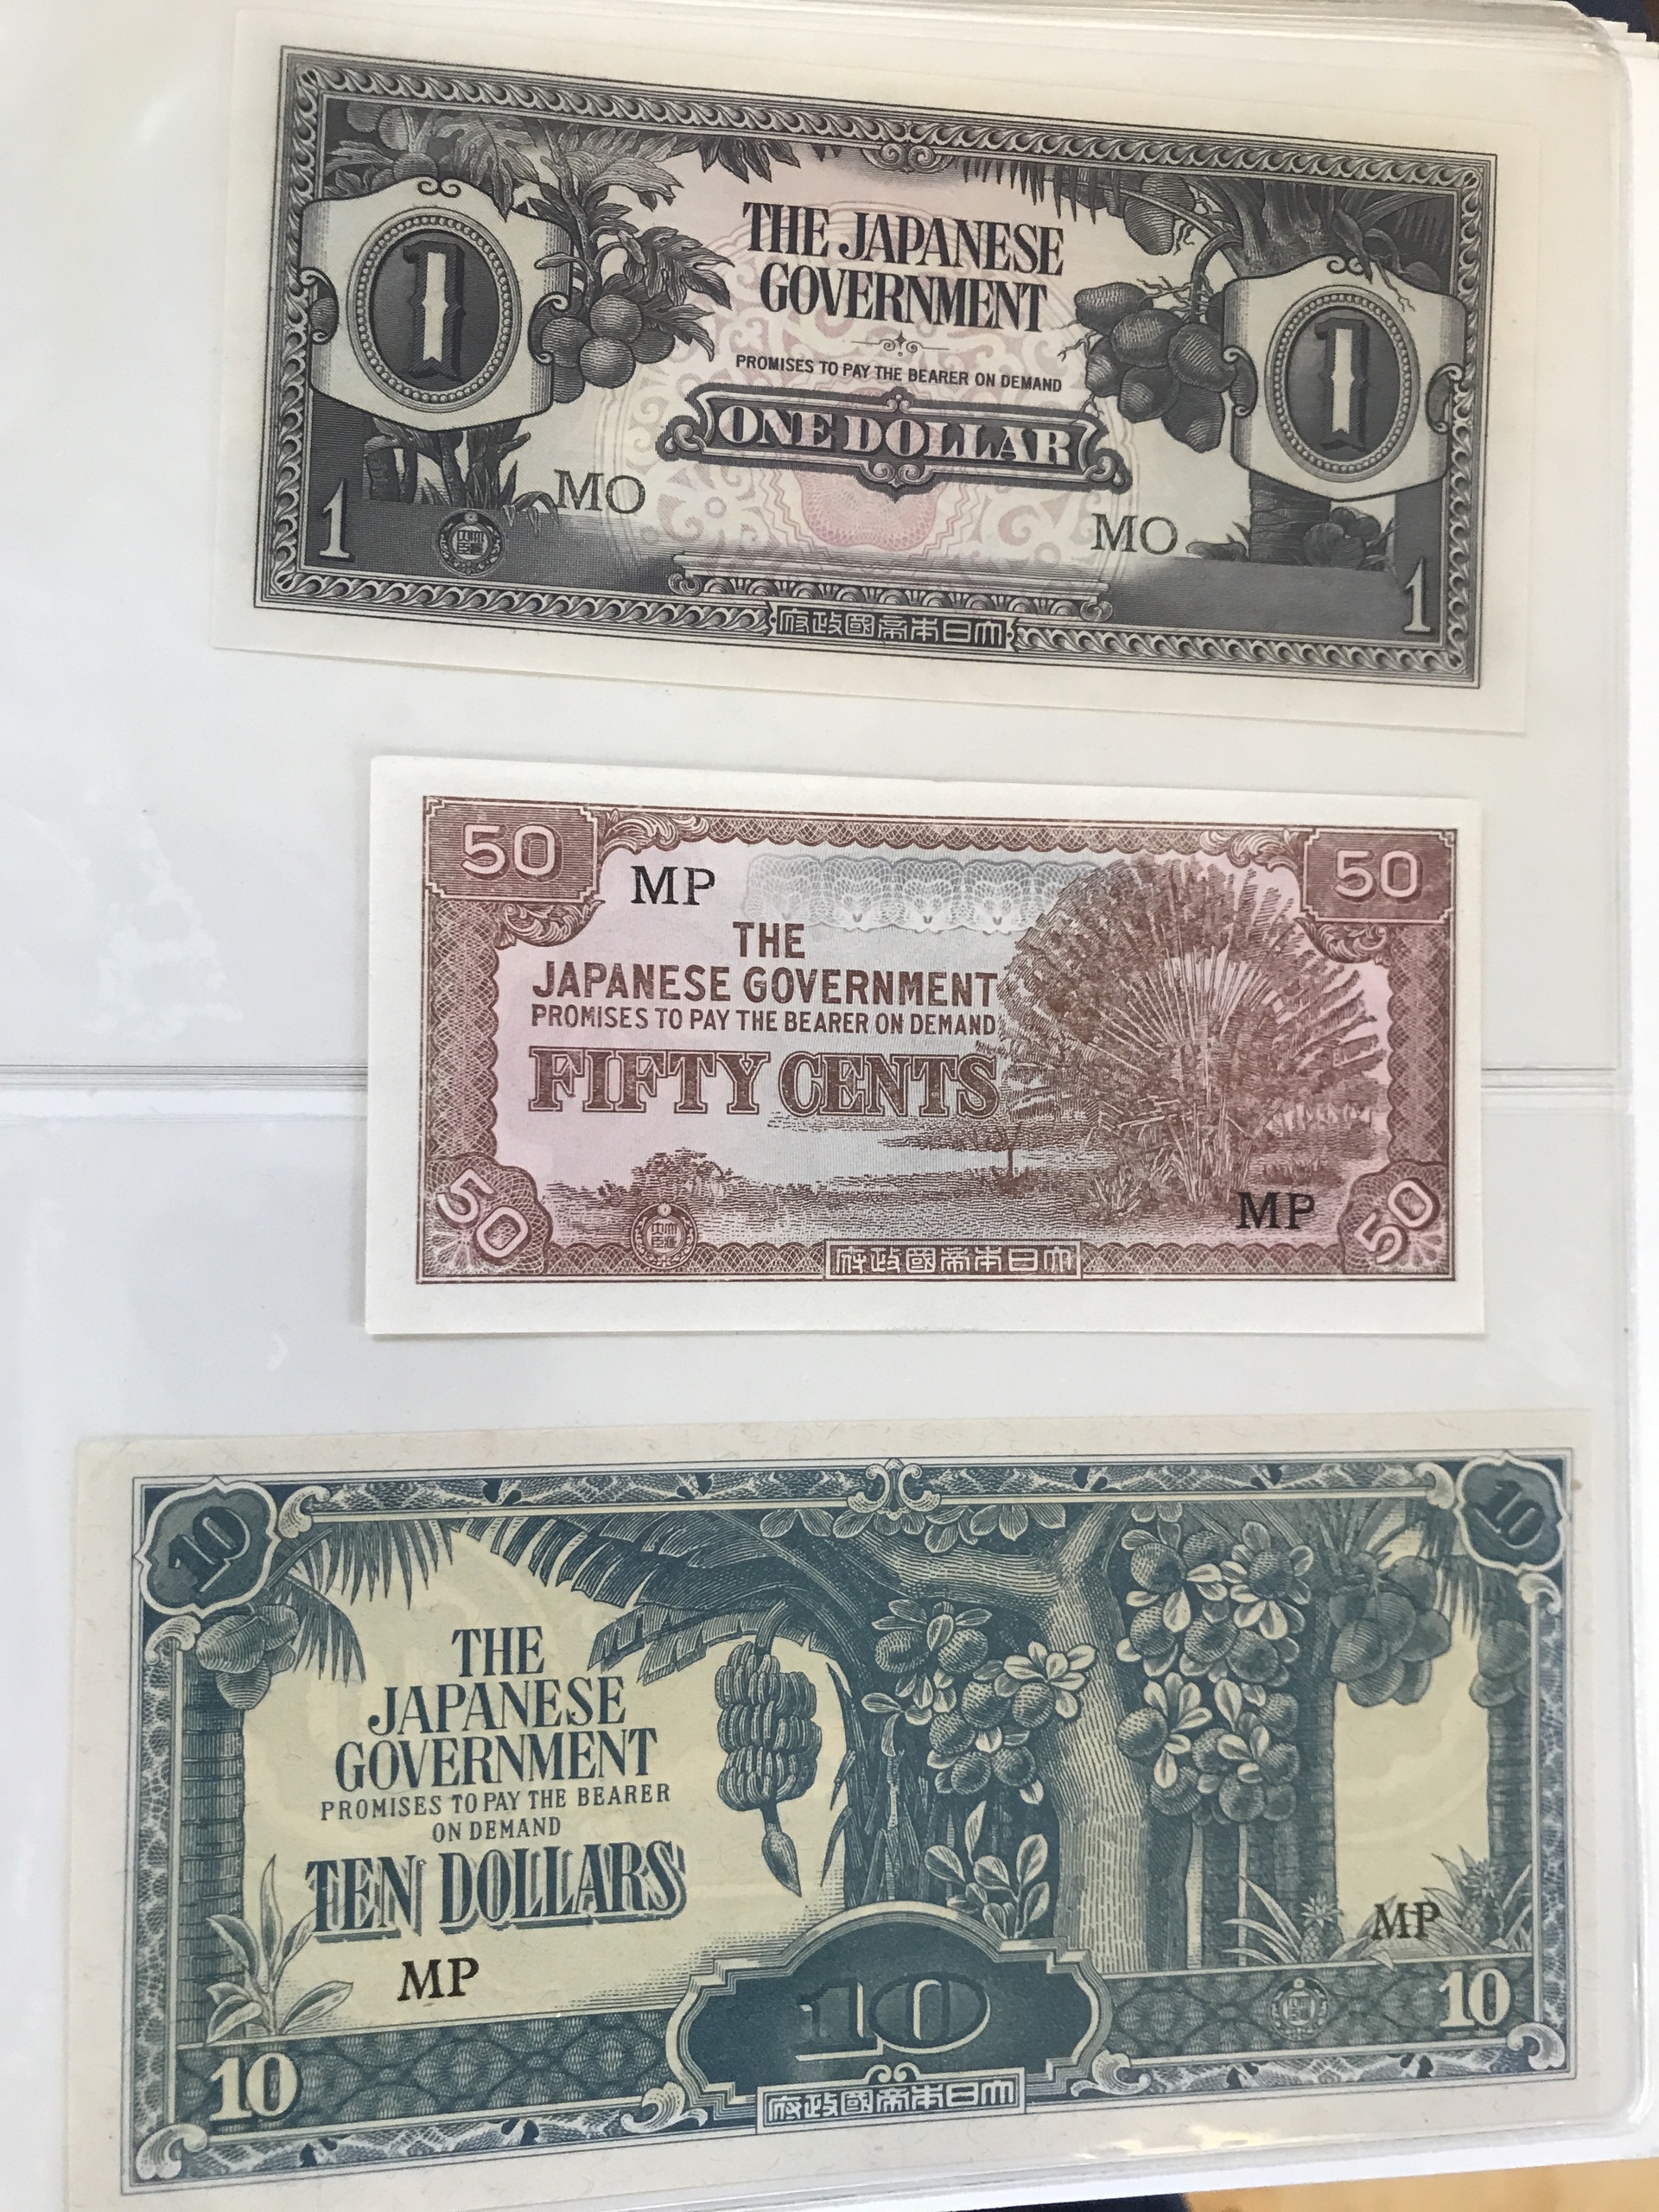 1
1
THE JAPANESE
GOVERNMENT
PROMISES TO PAY THE BEARER ON DEMAND
ONE DOLLAR
MO
MO
1
1
府政國帝本日大
50
50
MP
THE
JAPANESE GOVERNMENT
PROMISES TO PAY THE BEARER ON DEMAND
FIFTY CENTS
MP
50
50
府政國帝本日大
10
10
THE
JAPANESE
GOVERNMENT
PROMISES TO PAY THE BEARER
ON DEMAND
TEN DOLLARS
MP
MP
10
10
10
府政國帝本日大